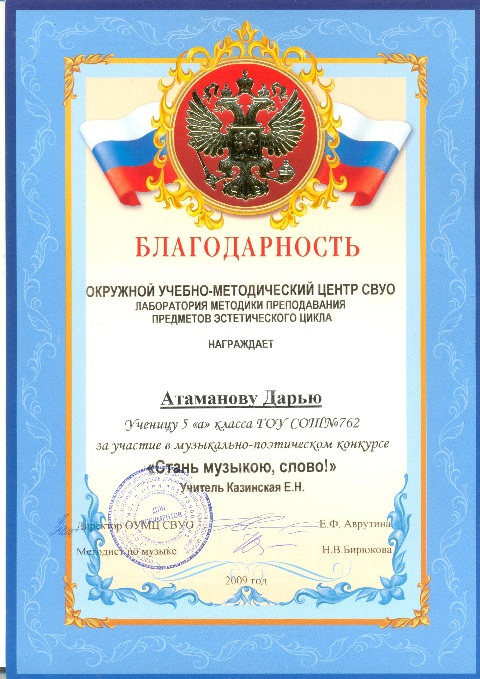 БЛАГОДАРНОСТЬ
ОКРУЖНОЙ УЧЕБНО-МЕТОДИЧЕСКИЙ ЦЕНТР СВУО
ЛАБОРАТОРИЯ МЕТОДИКИ ПРЕПОДАВАНИЯ
ПРЕДМЕТОВ ЭСТЕТИЧЕСКОГО ЦИКЛА
НАГРАЖДАЕТ
Атаманову Дарью
Ученицу 5 «а» класса ГОУ СОШ№762
за участие в музыкально-поэтическом конкурсе
«Стань музыкою, слово!»
Учитель Казинская Е.Н.
Директор ОУМЦ СВУО Е.Ф. Аврутина
Методист по музыке Н.В.Бирюкова
2009 год
ДЛЯ
ДОКУМЕНТОВ